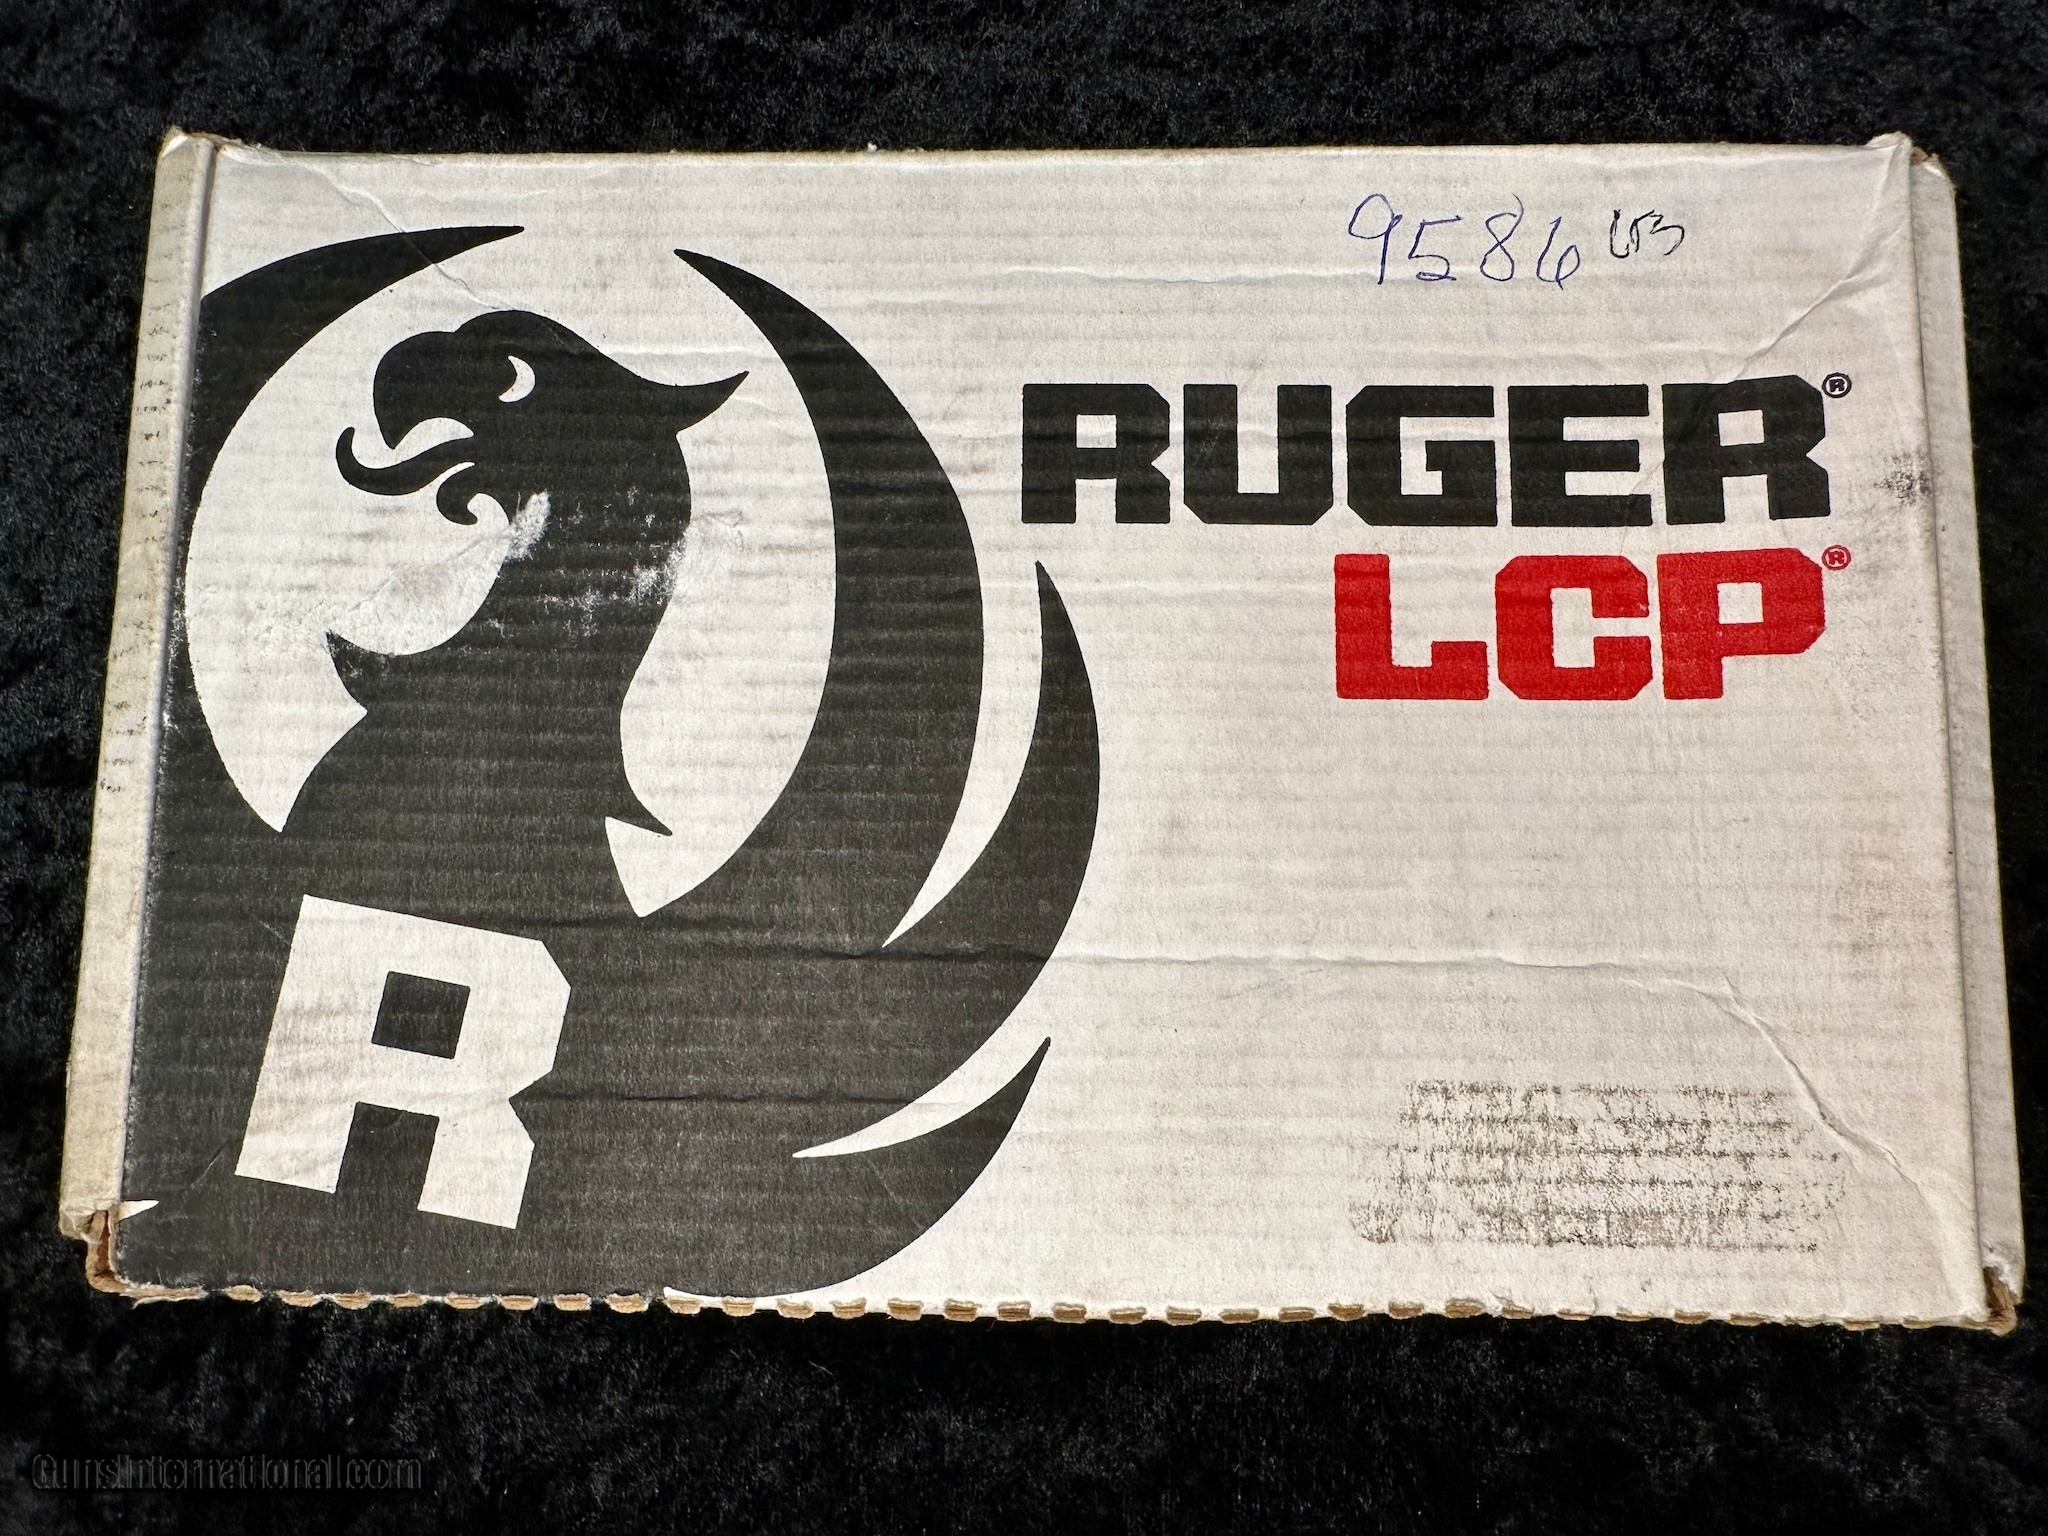 9586
RUGER®
LCP®
R
GunsInternational.com